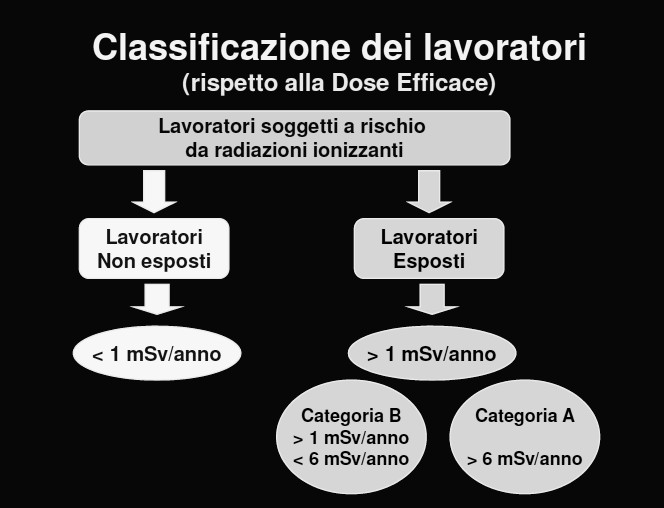 Classificazione dei lavoratori
(rispetto alla Dose Efficace)
Lavoratori soggetti a rischio
da radiazioni ionizzanti
Lavoratori
Non esposti
Lavoratori
Esposti
< 1 mSv/anno
> 1 mSv/anno
Categoria B
> 1 mSv/anno
< 6 mSv/anno
Categoria A
> 6 mSv/anno